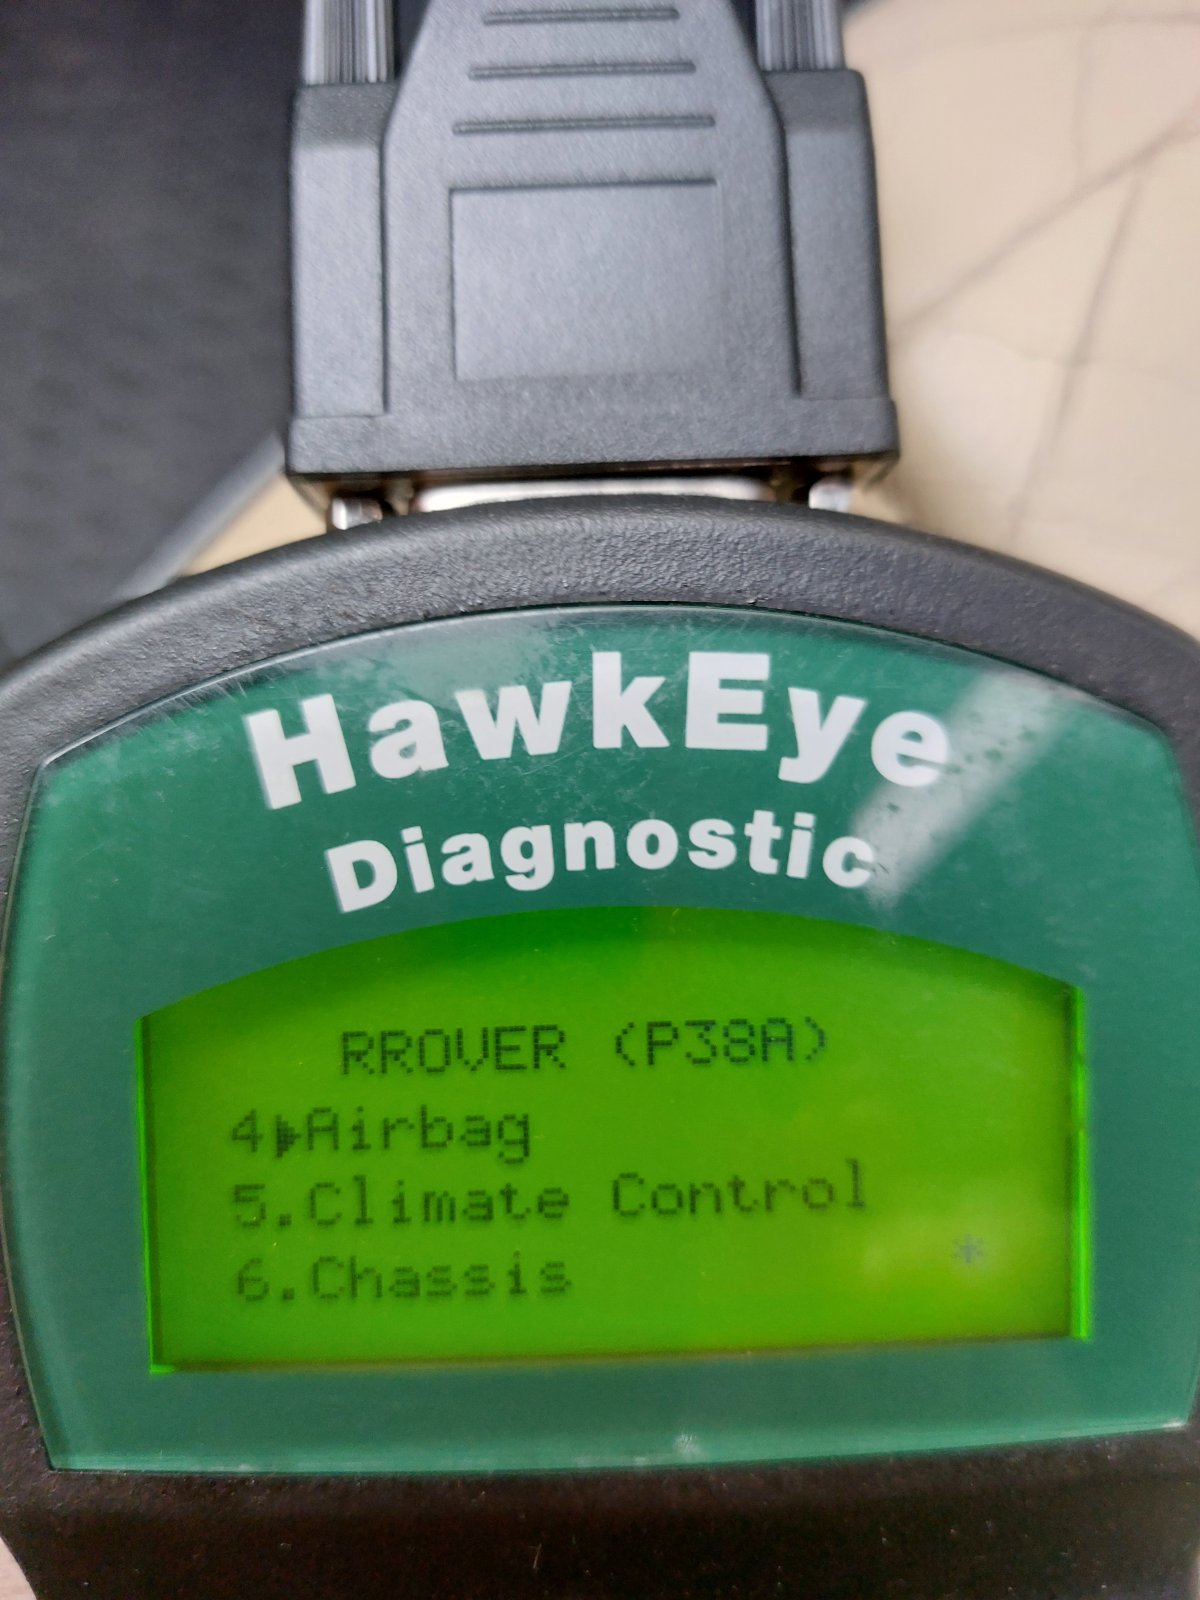 HawkEye
Diagnostic
RROVER (P38A)
4▶Airbag
5.Climate Control
6.Chassis *